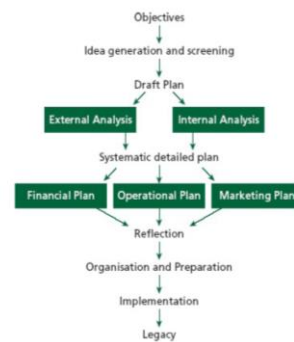 Objectives
Idea generation and screening
Draft Plan
External Analysis Internal Analysis
Systematic detailed plan
Financial Plan Operational Plan Marketing Plan
Reflection
Organisation and Preparation
Implementation
Legacy